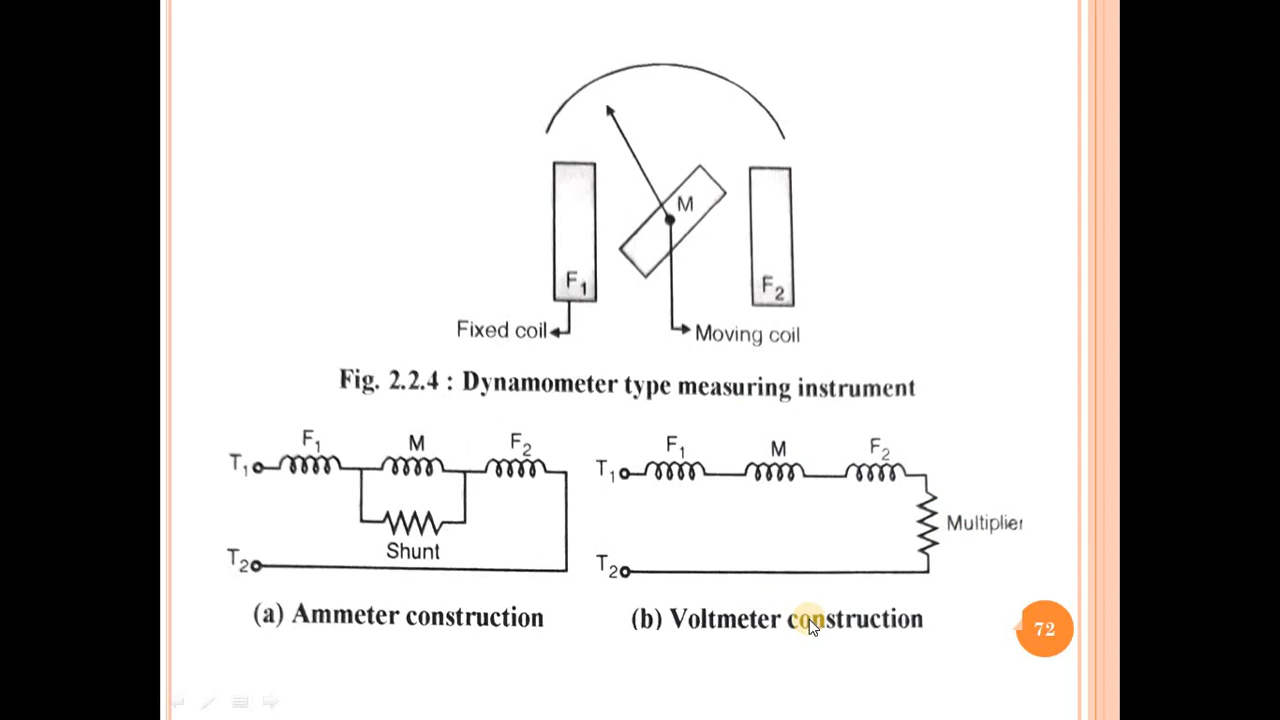 M
F1
F2
Fixed coil
Moving coil
Fig. 2.2.4 : Dynamometer type measuring instrument
F1 M F2
T1
Shunt
T2
(a) Ammeter construction
F1 M F2
T1
Multiplier
T2
(b) Voltmeter construction
72